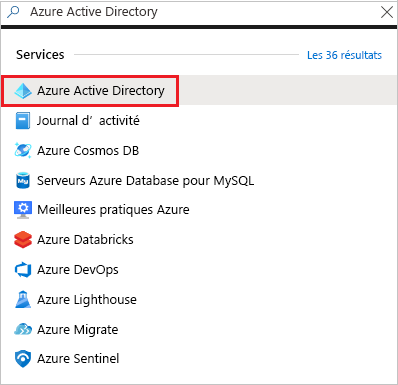 Azure Active Directory
Services
Les 36 résultats
Azure Active Directory
Journal d’activité
Azure Cosmos DB
Serveurs Azure Database pour MySQL
Meilleures pratiques Azure
Azure Databricks
Azure DevOps
Azure Lighthouse
Azure Migrate
Azure Sentinel